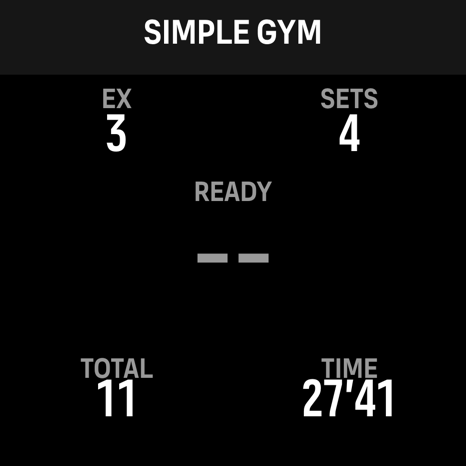 SIMPLE GYM
EX SETS
3 4
READY
– –
TOTAL TIME
11 27'41